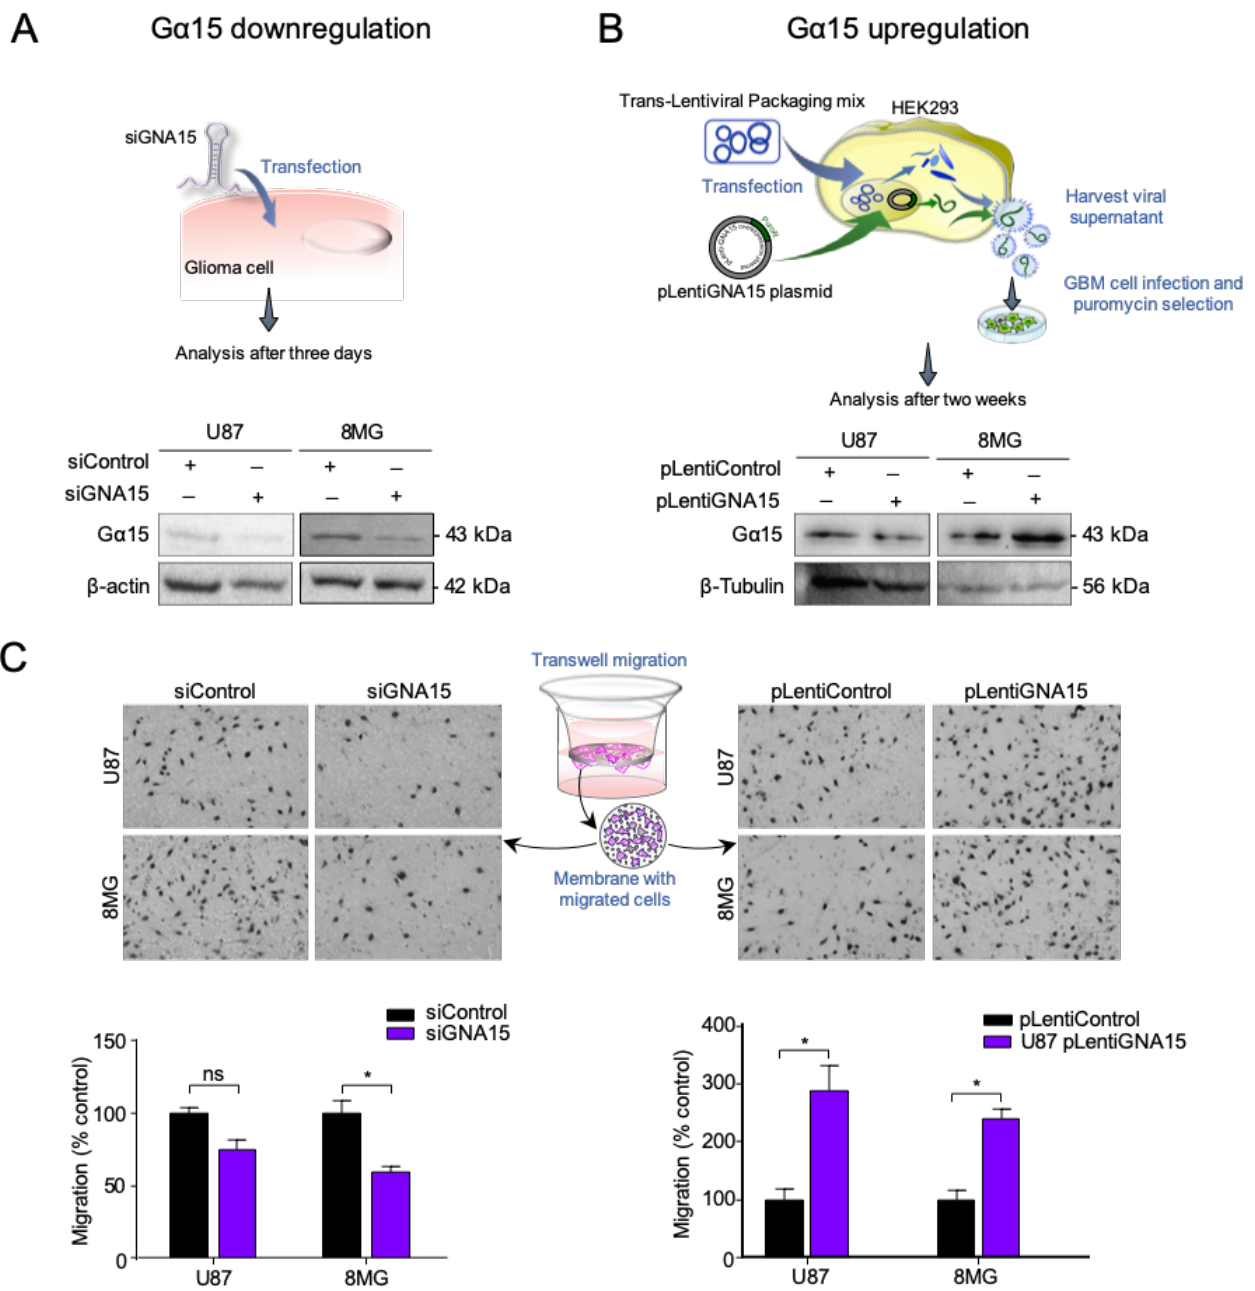 A
Gα15 downregulation
siGNA15
Transfection
Glioma cell
Analysis after three days
U87
8MG
siControl
+
–
+
–
siGNA15
–
+
–
+
Gα15
43 kDa
β-actin
42 kDa
B
Gα15 upregulation
Trans-Lentiviral Packaging mix
HEK293
Transfection
PuroR
pLentiGNA15 plasmid
Harvest viral
supernatant
GBM cell infection and
puromycin selection
Analysis after two weeks
U87
8MG
pLentiControl
+
–
+
–
pLentiGNA15
–
+
–
+
Gα15
43 kDa
β-Tubulin
56 kDa
C
Transwell migration
siControl
siGNA15
U87
8MG
Membrane with
migrated cells
pLentiControl
pLentiGNA15
U87
8MG
siControl
siGNA15
Migration (% control)
150
100
50
0
ns
*
U87
8MG
pLentiControl
U87 pLentiGNA15
Migration (% control)
400
300
200
100
0
*
*
U87
8MG